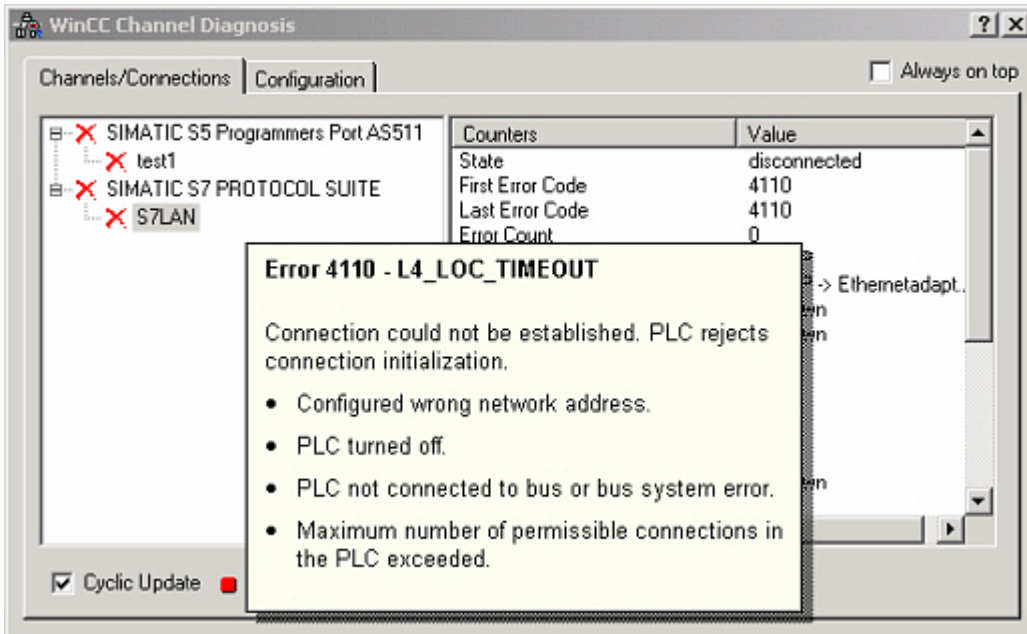 WinCC Channel Diagnosis
Channels/Connections
Configuration
Always on top
SIMATIC S5 Programmers Port AS511
test1
SIMATIC S7 PROTOCOL SUITE
S7LAN
Counters Value
State disconnected
First Error Code 4110
Last Error Code 4110
Error Count 0
-> Ethernetadapt..
Error 4110 - L4_LOC_TIMEOUT
Connection could not be established. PLC rejects
connection initialization.
• Configured wrong network address.
• PLC turned off.
• PLC not connected to bus or bus system error.
• Maximum number of permissible connections in
the PLC exceeded.
Cyclic Update